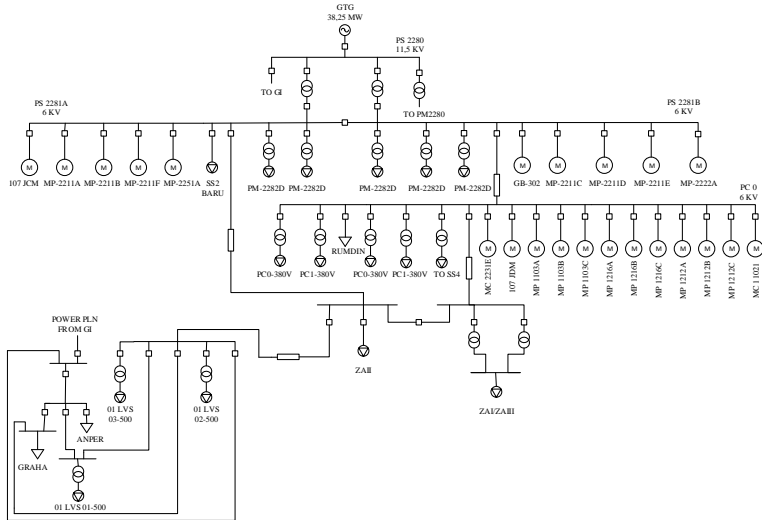 GTG
38,25 MW
PS 2280
11,5 KV
TO GI
TO PM2280
PS 2281A
6 KV
PS 2281B
6 KV
M
M
M
M
M
M
M
M
M
M
107 JCM
MP-2211A
MP-2211B
MP-2211F
MP-2251A
SS2
BARU
PM-2282D
PM-2282D
PM-2282D
PM-2282D
PM-2282D
GB-302
MP-2211C
MP-2211D
MP-2211E
MP-2222A
PC 0
6 KV
M
M
M
M
M
M
M
M
M
M
M
M
PC0-380V
PC1-380V
RUMDIN
PC0-380V
PC1-380V
TO SS4
MC 2231E
107 JDM
MP 1103A
MP 1103B
MP 1103C
MP 1216A
MP 1216B
MP 1216C
MP 1212A
MP 1212B
MP 1212C
MC 11021
POWER PLN
FROM GI
ZAII
ZAI/ZAIII
01 LVS
03-500
01 LVS
02-500
ANPER
GRAHA
01 LVS 01-500